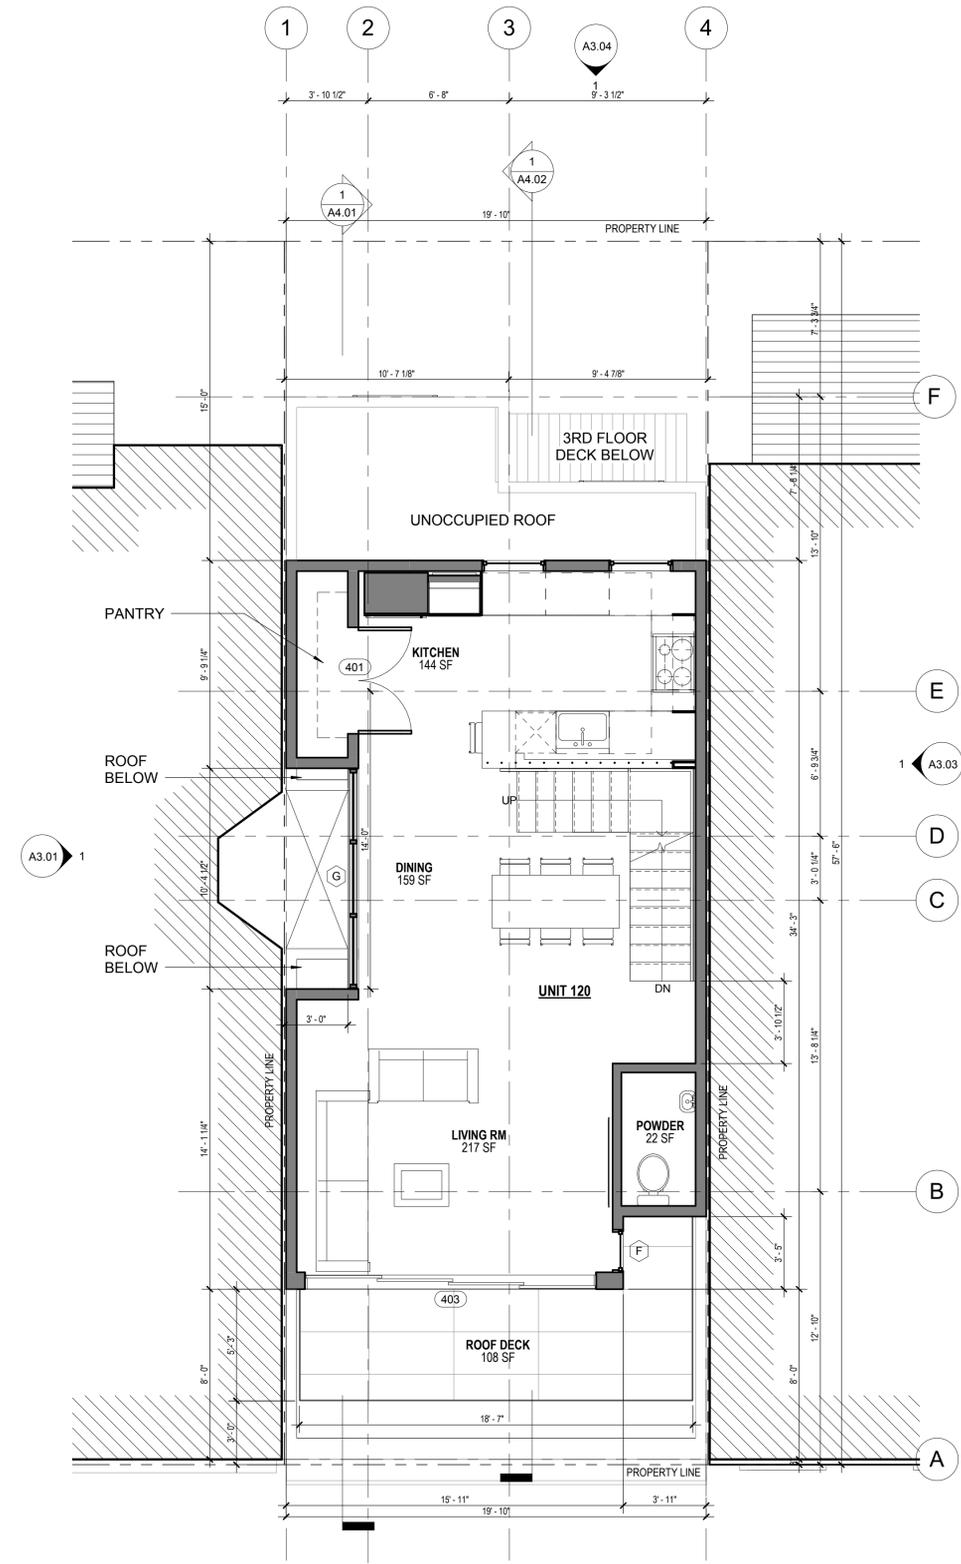 1
2
3
4
A3.04
1
3' - 10 1/2"
6' - 8"
9' - 3 1/2"
1
A4.02
1
A4.01
19' - 10"
PROPERTY LINE
7' - 3 3/4"
10' - 7 1/8"
9' - 4 7/8"
F
15' - 0"
3RD FLOOR
DECK BELOW
7' - 8 1/4"
UNOCCUPIED ROOF
13' - 10"
PANTRY
KITCHEN
144 SF
401
9' - 9 1/4"
E
ROOF
BELOW
6' - 9 3/4"
1
A3.03
UP
14' - 0"
D
A3.01
1
DINING
159 SF
G
10' - 4 1/2"
3' - 0 1/4"
57' - 6"
C
34' - 3"
ROOF
BELOW
UNIT 120
DN
3' - 0"
3' - 10 1/2"
13' - 8 1/4"
PROPERTY LINE
PROPERTY LINE
14' - 1 1/4"
LIVING RM
217 SF
POWDER
22 SF
B
F
3' - 5"
403
ROOF DECK
108 SF
5' - 3"
8' - 0"
8' - 0"
12' - 10"
18' - 7"
3' - 0"
A
PROPERTY LINE
15' - 11"
3' - 11"
19' - 10"